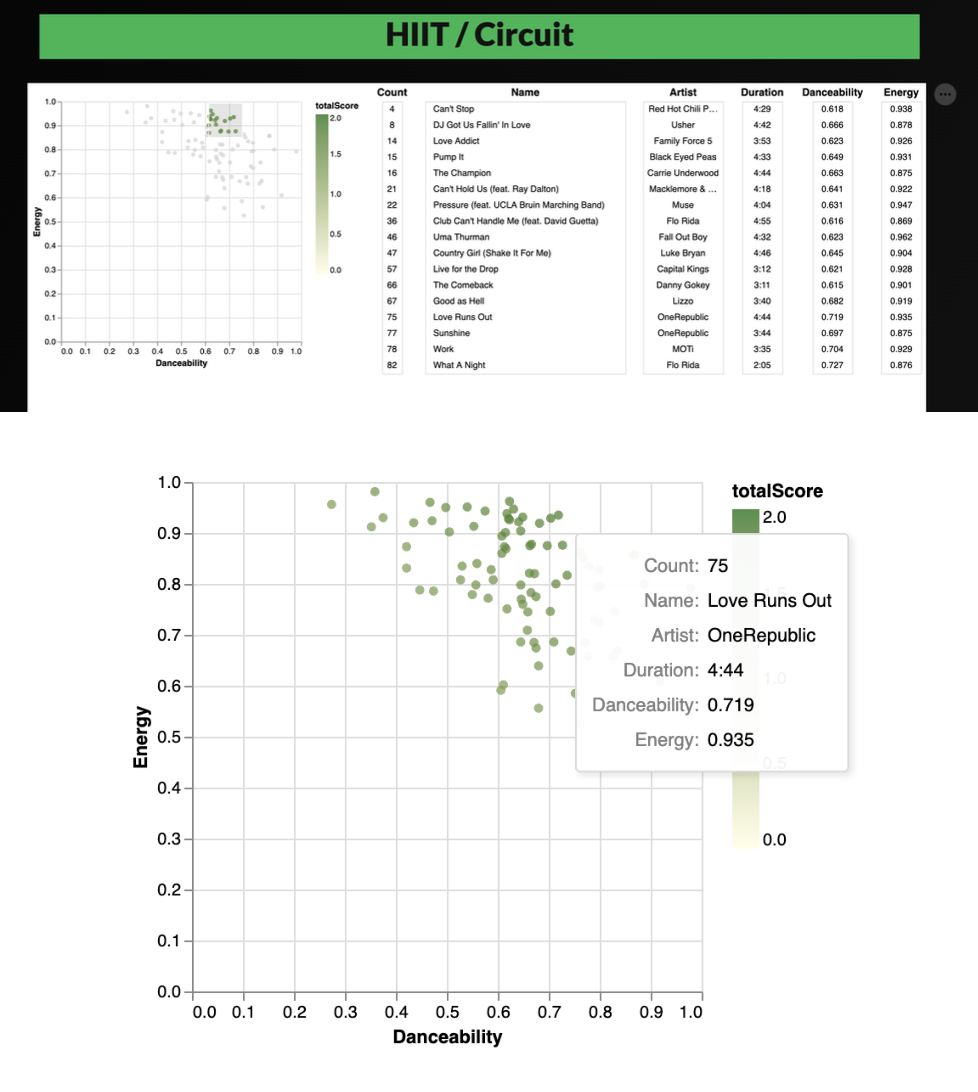 HIIT / Circuit
totalScore
2.0
1.5
1.0
0.5
0.0
1.0
0.9
0.8
0.7
0.6
0.5
0.4
0.3
0.2
0.1
0.0
Energy
0.0 0.1 0.2 0.3 0.4 0.5 0.6 0.7 0.8 0.9 1.0
Danceability
Count Name Artist Duration Danceability Energy
4 Can't Stop Red Hot Chili P... 4:29 0.618 0.938
8 DJ Got Us Fallin' In Love Usher 4:42 0.666 0.878
14 Love Addict Family Force 5 3:53 0.623 0.926
15 Pump It Black Eyed Peas 4:33 0.649 0.931
16 The Champion Carrie Underwood 4:44 0.663 0.875
21 Can't Hold Us (feat. Ray Dalton) Macklemore & ... 4:18 0.641 0.922
22 Pressure (feat. UCLA Bruin Marching Band) Muse 4:04 0.631 0.947
36 Club Can't Handle Me (feat. David Guetta) Flo Rida 4:55 0.616 0.869
46 Uma Thurman Fall Out Boy 4:32 0.623 0.962
47 Country Girl (Shake It For Me) Luke Bryan 4:46 0.645 0.904
57 Live for the Drop Capital Kings 3:12 0.621 0.928
66 The Comeback Danny Gokey 3:11 0.615 0.901
67 Good as Hell Lizzo 3:40 0.682 0.919
75 Love Runs Out OneRepublic 4:44 0.719 0.935
77 Sunshine OneRepublic 3:44 0.697 0.875
78 Work MOTi 3:35 0.704 0.929
82 What A Night Flo Rida 2:05 0.727 0.876
1.0
0.9
0.8
0.7
0.6
0.5
0.4
0.3
0.2
0.1
0.0
Energy
0.0 0.1 0.2 0.3 0.4 0.5 0.6 0.7 0.8 0.9 1.0
Danceability
totalScore
2.0
1.0
0.5
0.0
Count: 75
Name: Love Runs Out
Artist: OneRepublic
Duration: 4:44
Danceability: 0.719
Energy: 0.935